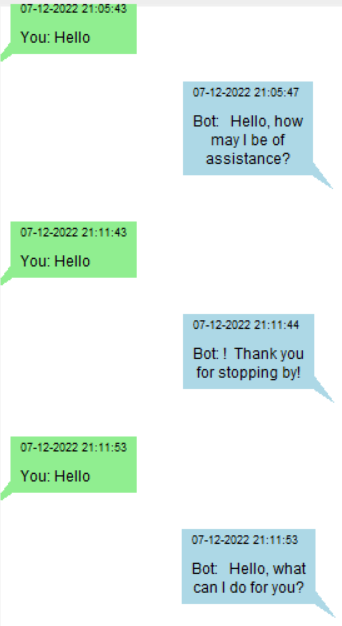 07-12-2022 21:05:43
You: Hello
07-12-2022 21:05:47
Bot:   Hello, how
may I be of
assistance?
07-12-2022 21:11:43
You: Hello
07-12-2022 21:11:44
Bot: !  Thank you
for stopping by!
07-12-2022 21:11:53
You: Hello
07-12-2022 21:11:53
Bot:   Hello, what
can I do for you?